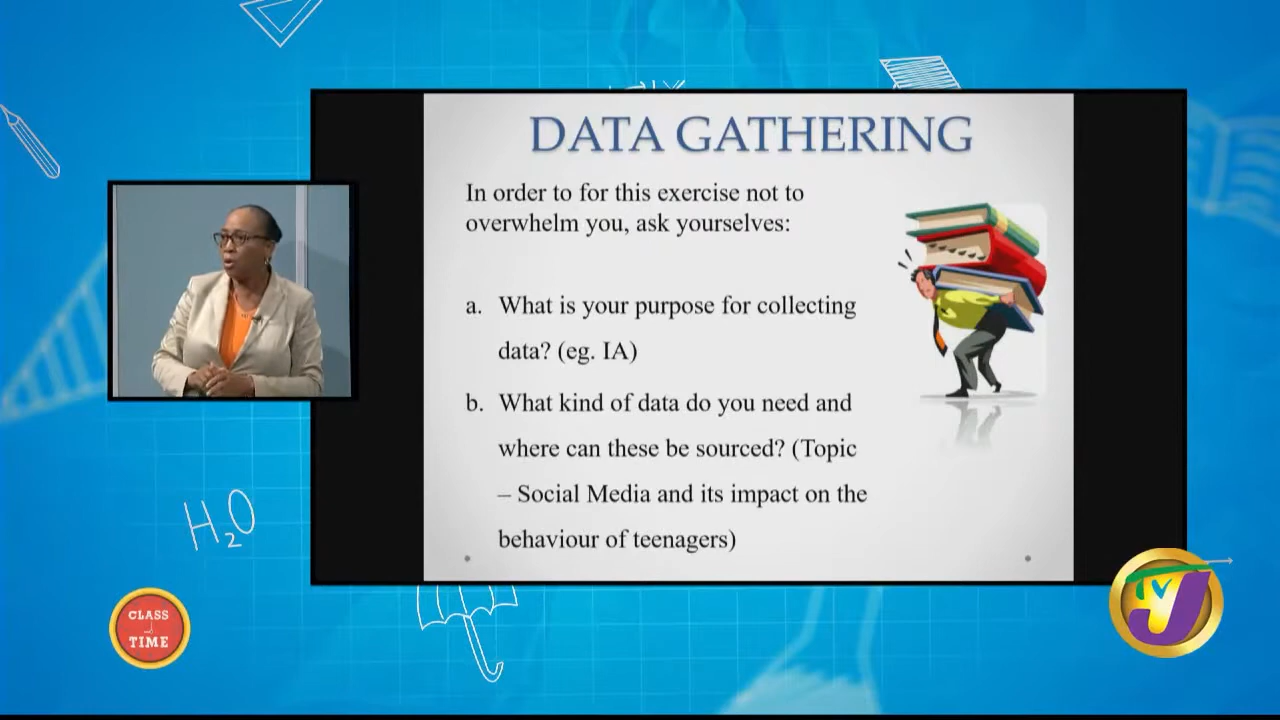 DATA GATHERING
In order to for this exercise not to
overwhelm you, ask yourselves:
a. What is your purpose for collecting
data? (eg. IA)
b. What kind of data do you need and
where can these be sourced? (Topic
– Social Media and its impact on the
behaviour of teenagers)
H₂O
CLASS
TIME
TVJ